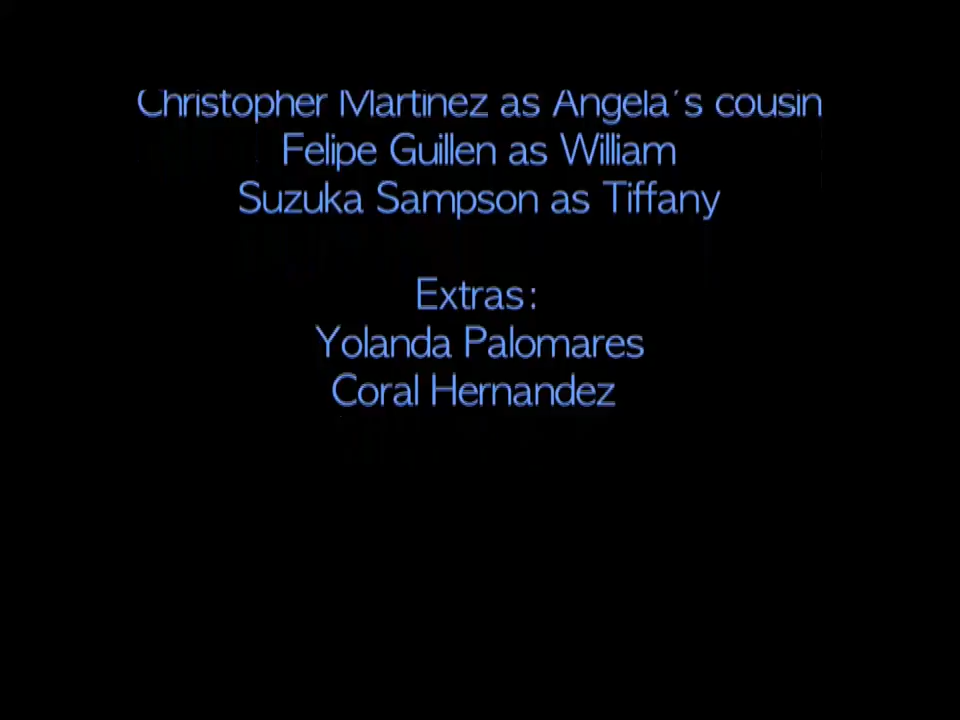 Christopher Martinez as Angela´s cousin
Felipe Guillen as William
Suzuka Sampson as Tiffany
Extras:
Yolanda Palomares
Coral Hernandez